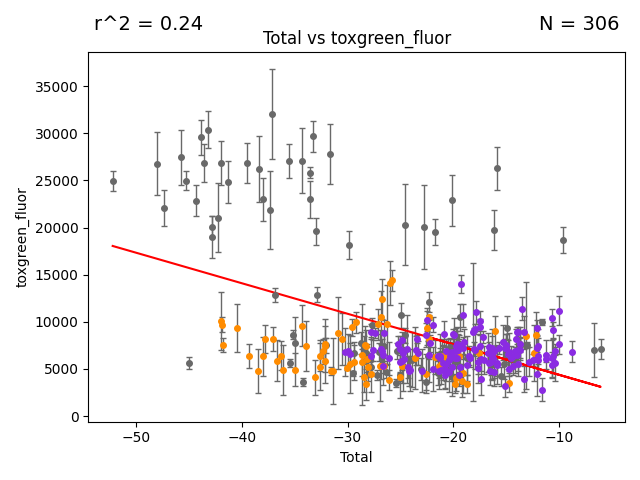 r^2 = 0.24
N = 306
Total vs toxgreen_fluor
35000
30000
25000
20000
15000
10000
5000
0
toxgreen_fluor
−50
−40
−30
−20
−10
Total